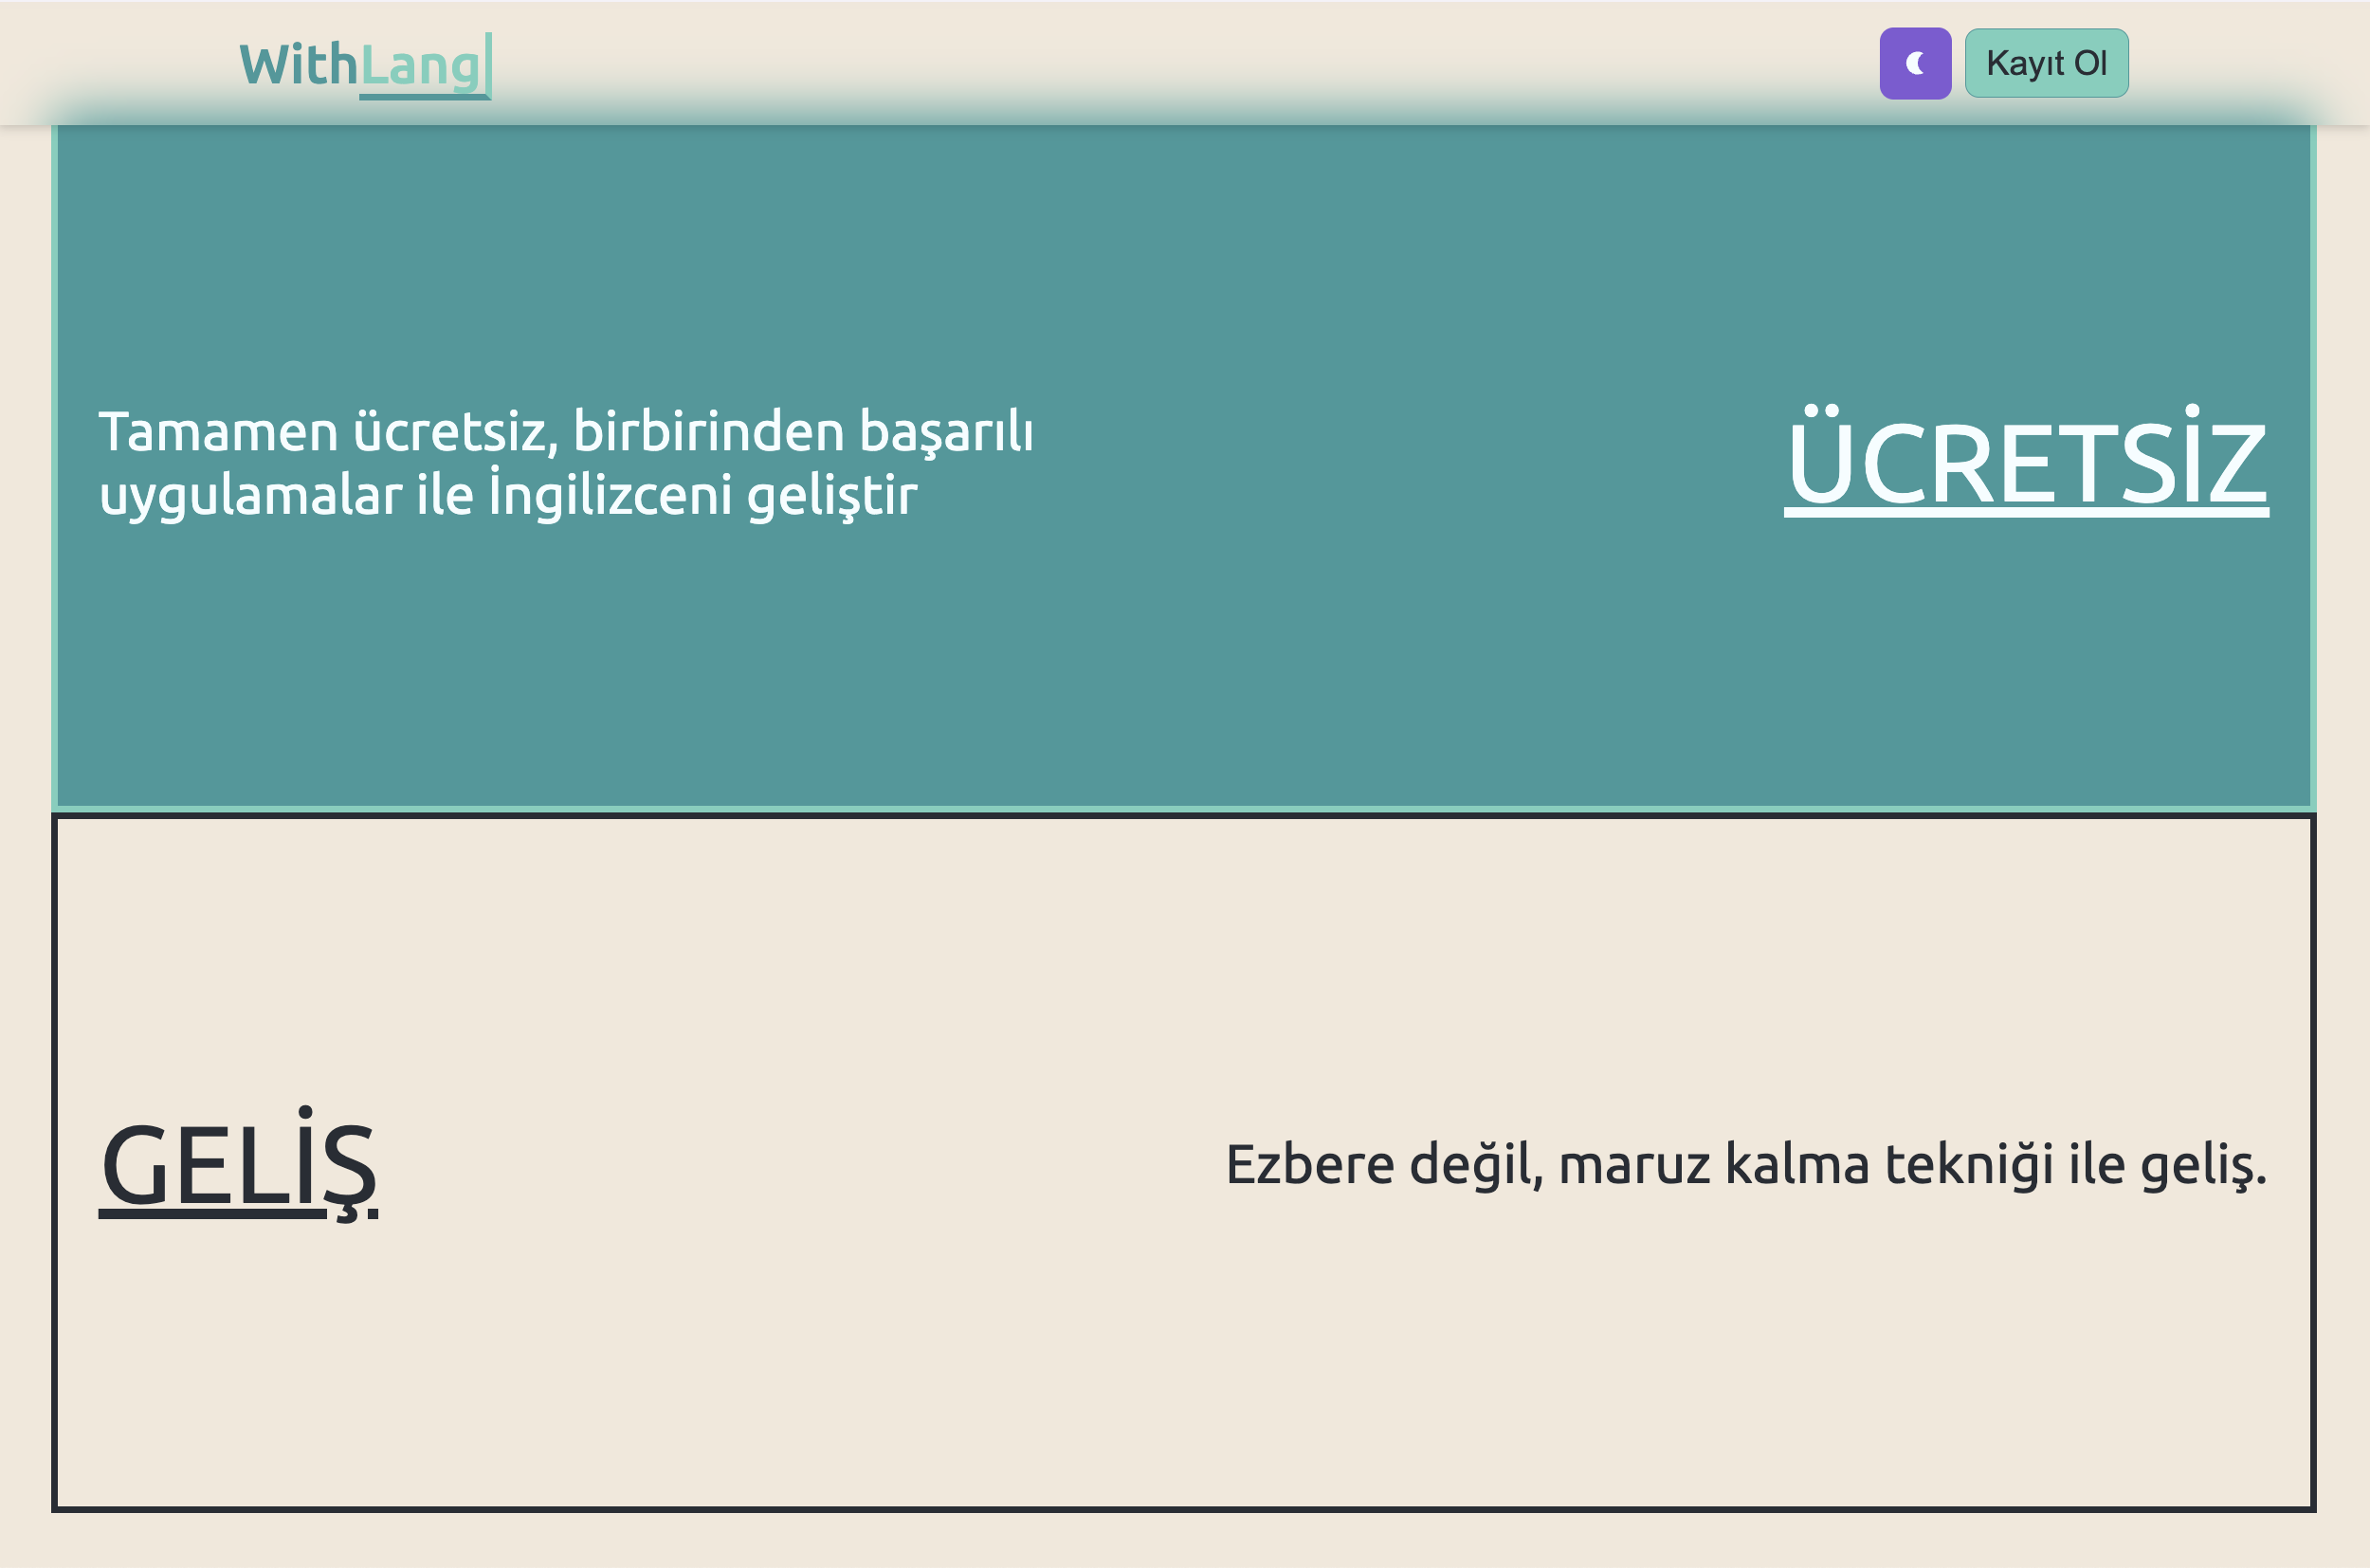 WithLang
Kayıt Ol
Tamamen ücretsiz, birbirinden başarılı
uygulamalar ile İngilizceni geliştir
ÜCRETSİZ
GELİŞ
Ezbere değil, maruz kalma tekniği ile geliş.